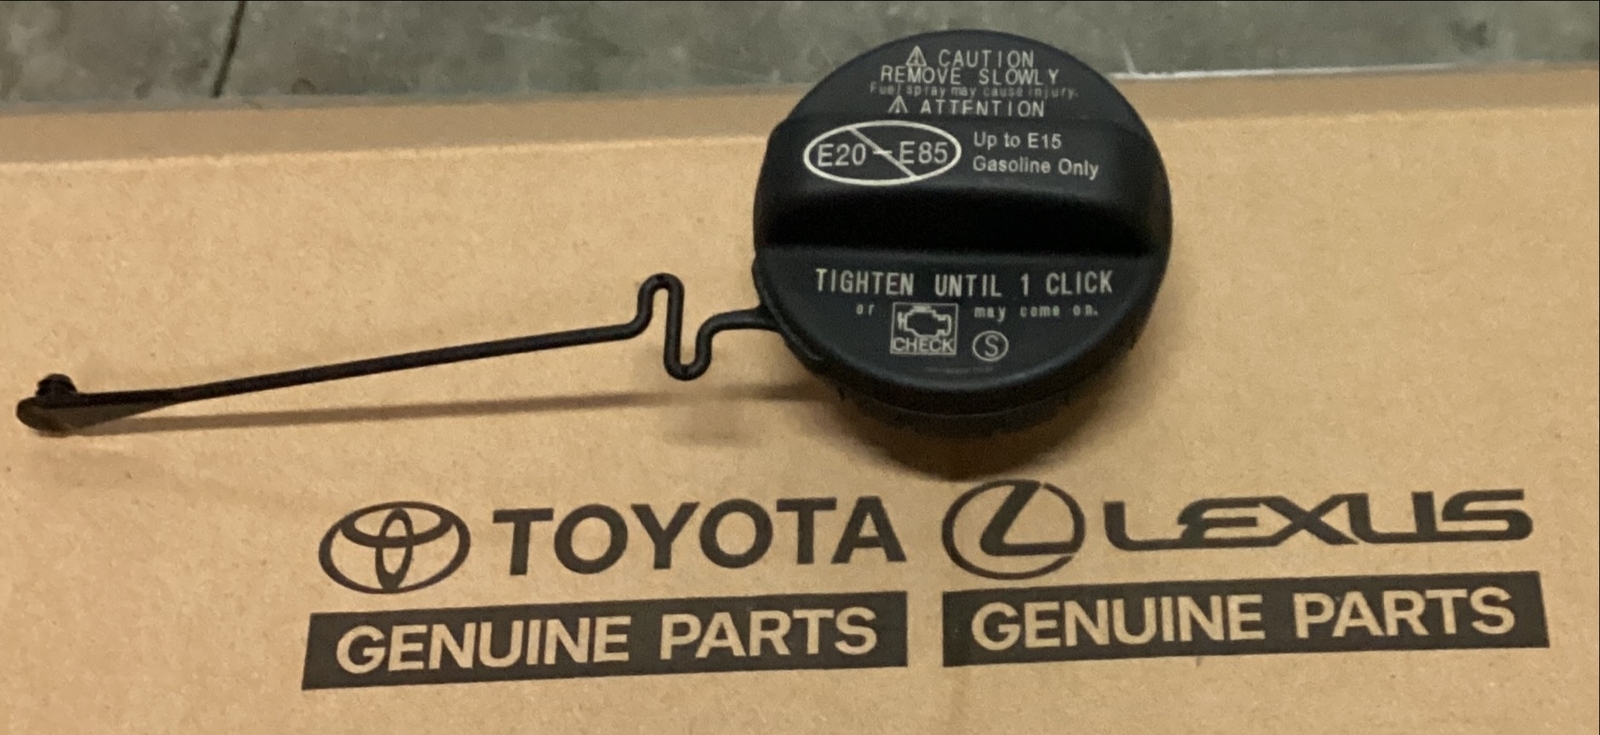 ⚠ CAUTION
REMOVE SLOWLY
Fuel spray may cause injury.
⚠ ATTENTION
E20-E85 Up to E15
Gasoline Only
TIGHTEN UNTIL 1 CLICK
or CHECK may come on.
S
TOYOTA LEXUS
GENUINE PARTS GENUINE PARTS